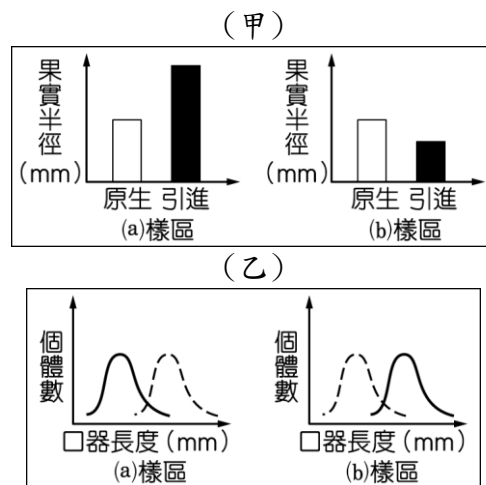 (甲)
果實半徑
(mm)
原生 引進
(a)樣區
果實半徑
(mm)
原生 引進
(b)樣區
(乙)
個體數
口器長度(mm)
(a)樣區
個體數
口器長度(mm)
(b)樣區